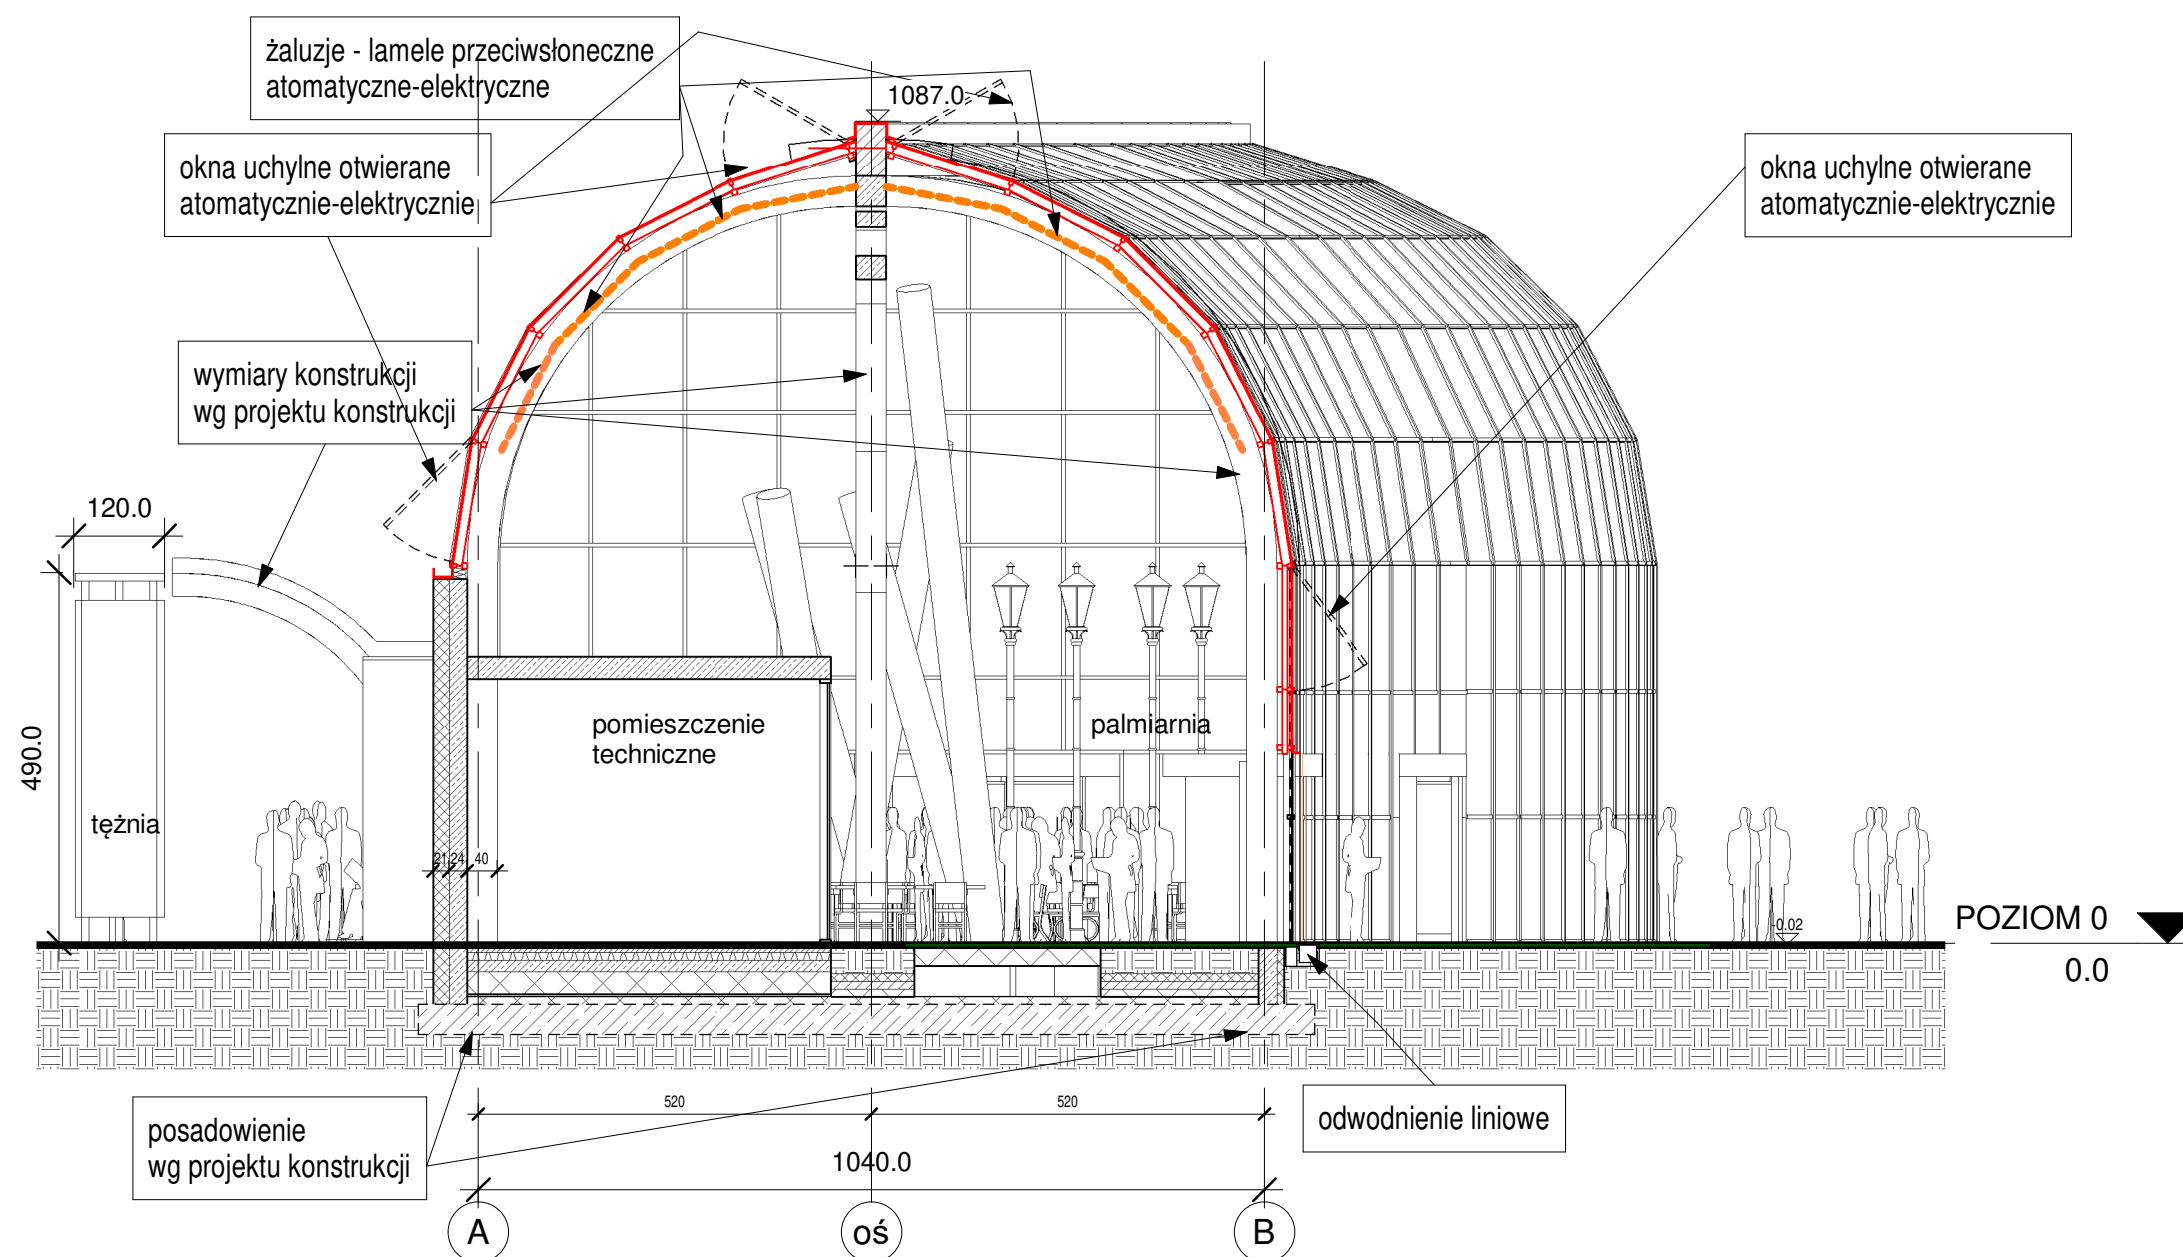 żaluzje - lamele przeciwsłoneczne
atomatyczne-elektryczne
1087.0
okna uchylne otwierane
atomatycznie-elektrycznie
okna uchylne otwierane
atomatycznie-elektrycznie
wymiary konstrukcji
wg projektu konstrukcji
120.0
490.0
tężnia
pomieszczenie
techniczne
palmiarnia
21
24
40
POZIOM 0
-0.02
0.0
520
520
1040.0
posadowienie
wg projektu konstrukcji
odwodnienie liniowe
A
oś
B